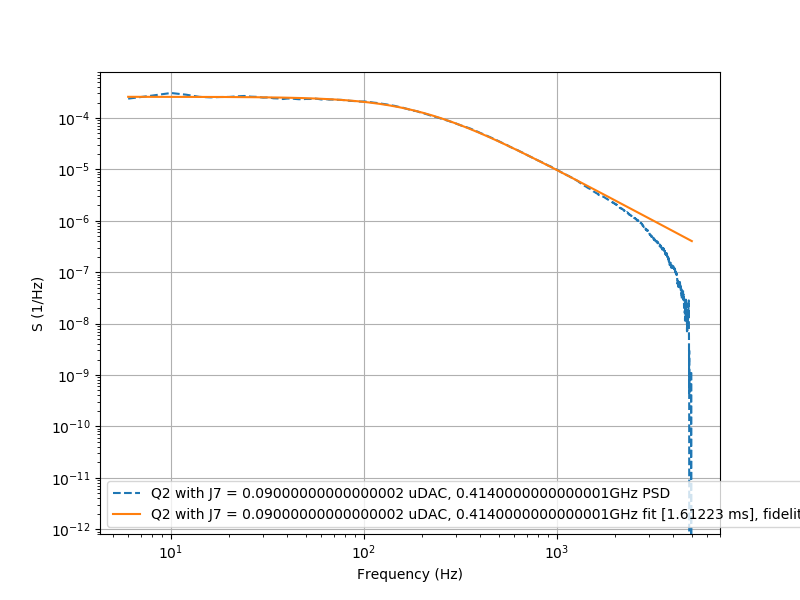 10⁻⁴
10⁻⁵
10⁻⁶
10⁻⁷
10⁻⁸
10⁻⁹
10⁻¹⁰
10⁻¹¹
10⁻¹²
S (1/Hz)
Q2 with J7 = 0.09000000000000002 uDAC, 0.4140000000000001GHz PSD
Q2 with J7 = 0.09000000000000002 uDAC, 0.4140000000000001GHz fit [1.61223 ms], fidelit
10¹ 10² 10³
Frequency (Hz)